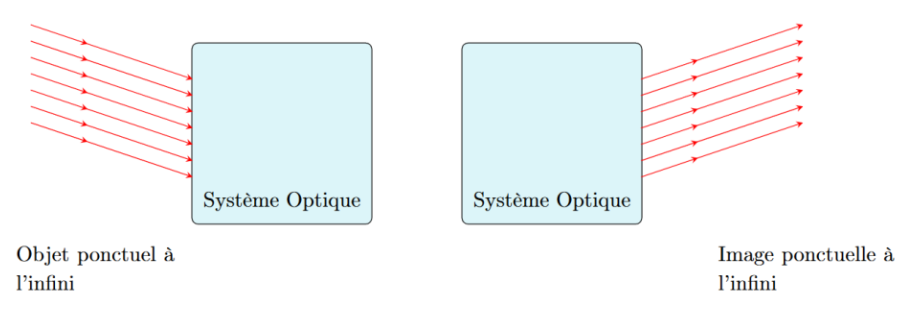 Système Optique
Système Optique
Objet ponctuel à
l'infini
Image ponctuelle à
l'infini